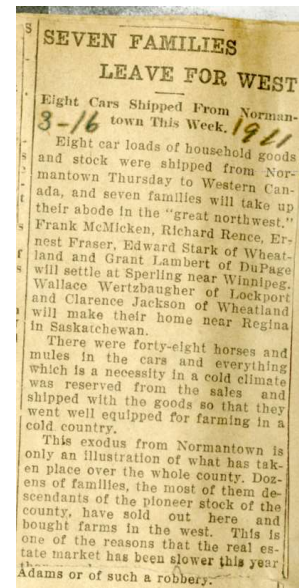 SEVEN FAMILIES
LEAVE FOR WEST
Eight Cars Shipped From Norman-
town This Week.
3-16 1911
Eight car loads of household goods
and stock were shipped from Nor-
mantown Thursday to Western Can-
ada, and seven families will take up
their abode in the "great northwest."
Frank McMicken, Richard Rence, Er-
nest Fraser, Edward Stark of Wheat-
land and Grant Lambert of DuPage
will settle at Sperling near Winnipeg,
Wallace Wertzbaugher of Lockport
and Clarence Jackson of Wheatland
will make their home near Regina
in Saskatchewan.
There were forty-eight horses and
mules in the cars and everything
which is a necessity in a cold climate
was reserved from the sales and
shipped with the goods so that they
went well equipped for farming in a
cold country.
This exodus from Normantown is
only an illustration of what has tak-
en place over the whole county. Doz-
ens of families, the most of them de-
scendants of the pioneer stock of the
county, have sold out here and
bought farms in the west. This is
one of the reasons that the real es-
tate market has been slower this year
Adams or of such a robbery.